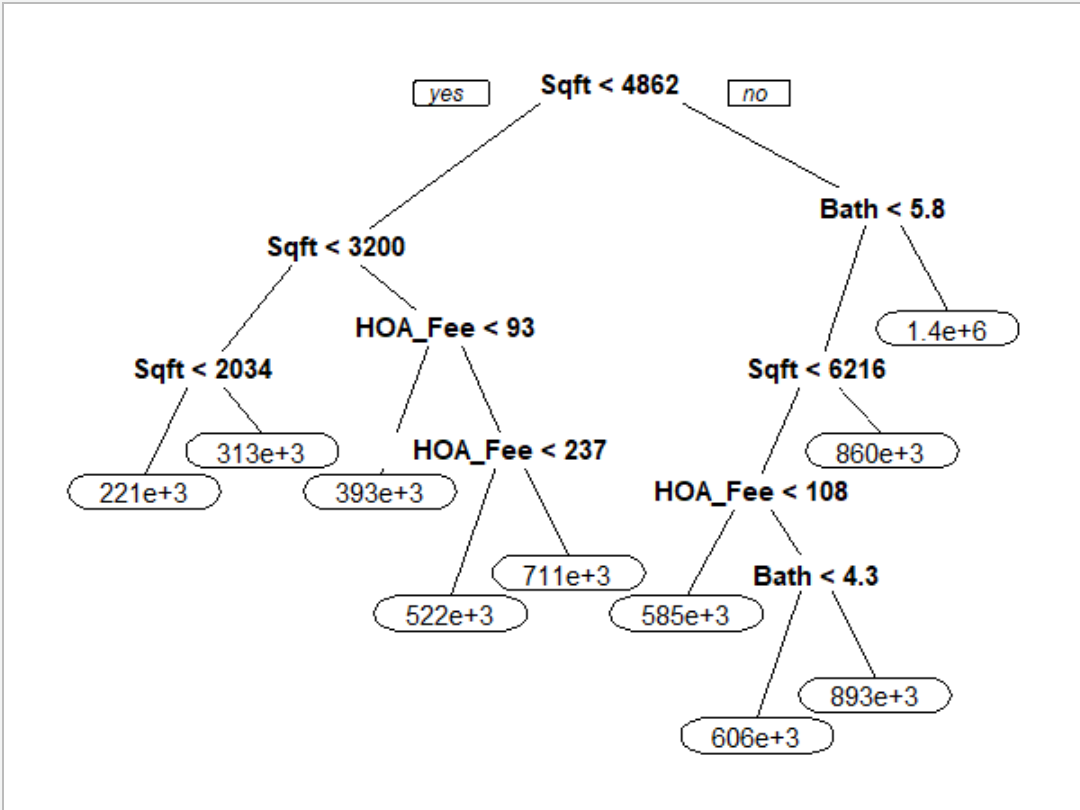 yes
Sqft < 4862
no
Bath < 5.8
Sqft < 3200
HOA_Fee < 93
1.4e+6
Sqft < 2034
Sqft < 6216
313e+3
HOA_Fee < 237
860e+3
221e+3
393e+3
HOA_Fee < 108
711e+3
Bath < 4.3
522e+3
585e+3
893e+3
606e+3